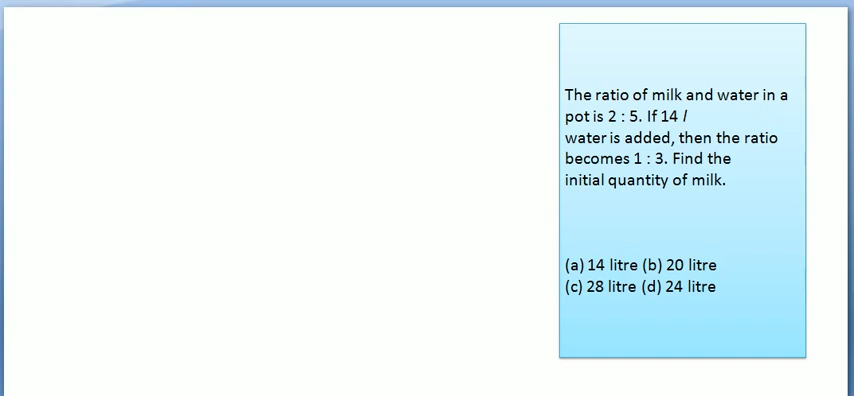 The ratio of milk and water in a
pot is 2 : 5. If 14 l
water is added, then the ratio
becomes 1 : 3. Find the
initial quantity of milk.
(a) 14 litre (b) 20 litre
(c) 28 litre (d) 24 litre